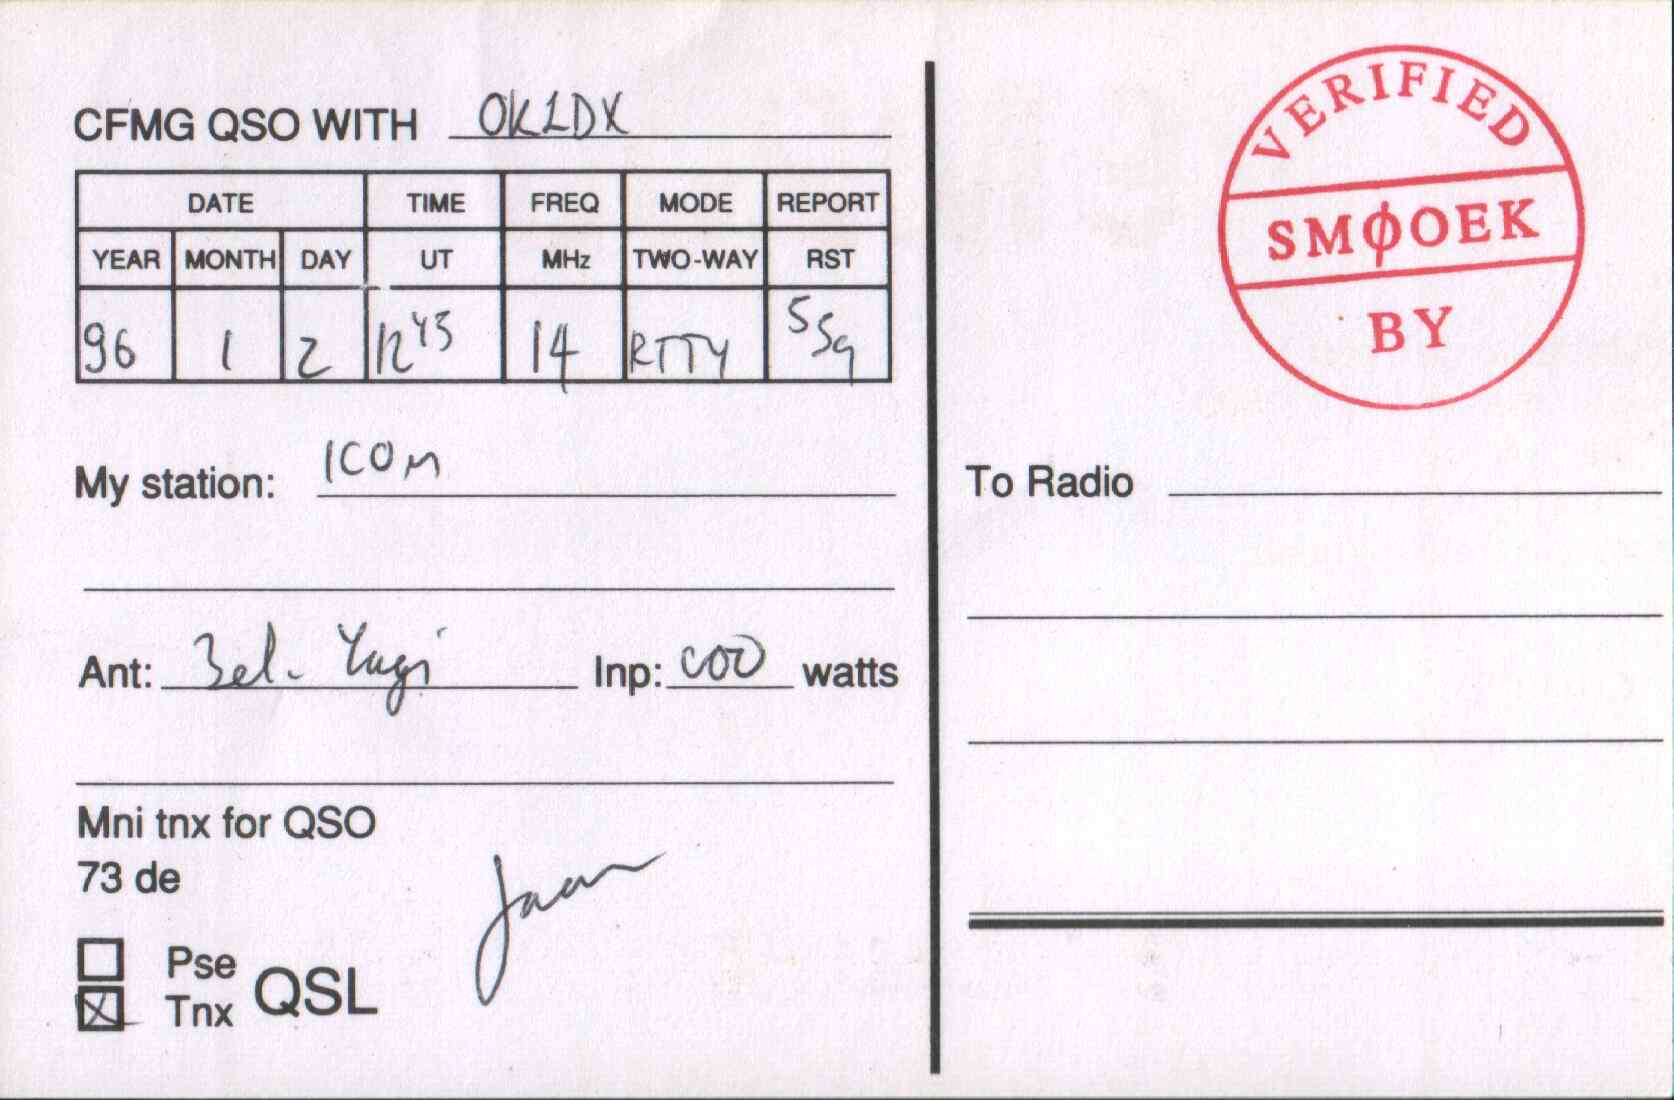 CFMG QSO WITH OK1DX
DATE TIME FREQ MODE REPORT
YEAR MONTH DAY UT MHz TWO-WAY RST
96 1 2 12 43 14 RTTY 559
My station: ICOM
Ant: 3el. Yagi Inp: watts
Mni tnx for QSO
73 de
Pse
Tnx QSL
VERIFIED
SMØOEK
BY
To Radio